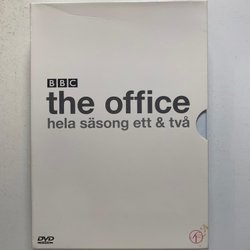 BBC
the office
hela säsong ett & två
DVD